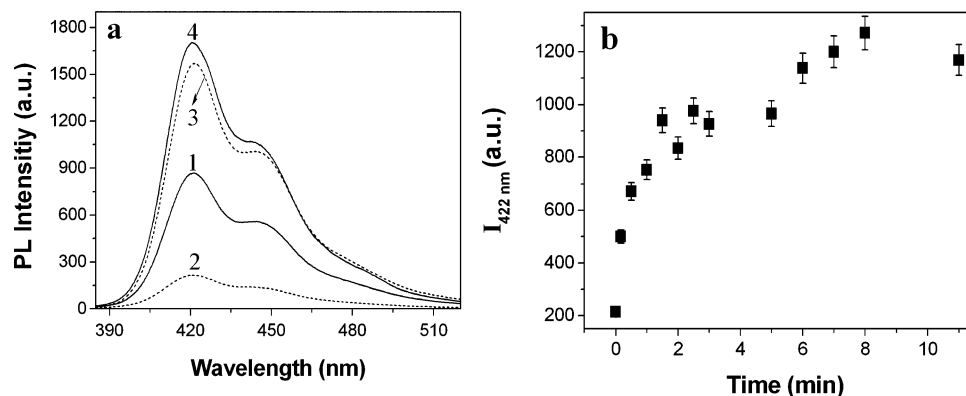 a
PL Intensitiy (a.u.)
1800
1500
1200
900
600
300
0
4
3
1
2
390 420 450 480 510
Wavelength (nm)
b
I422 nm (a.u.)
1200
1000
800
600
400
200
0 2 4 6 8 10
Time (min)